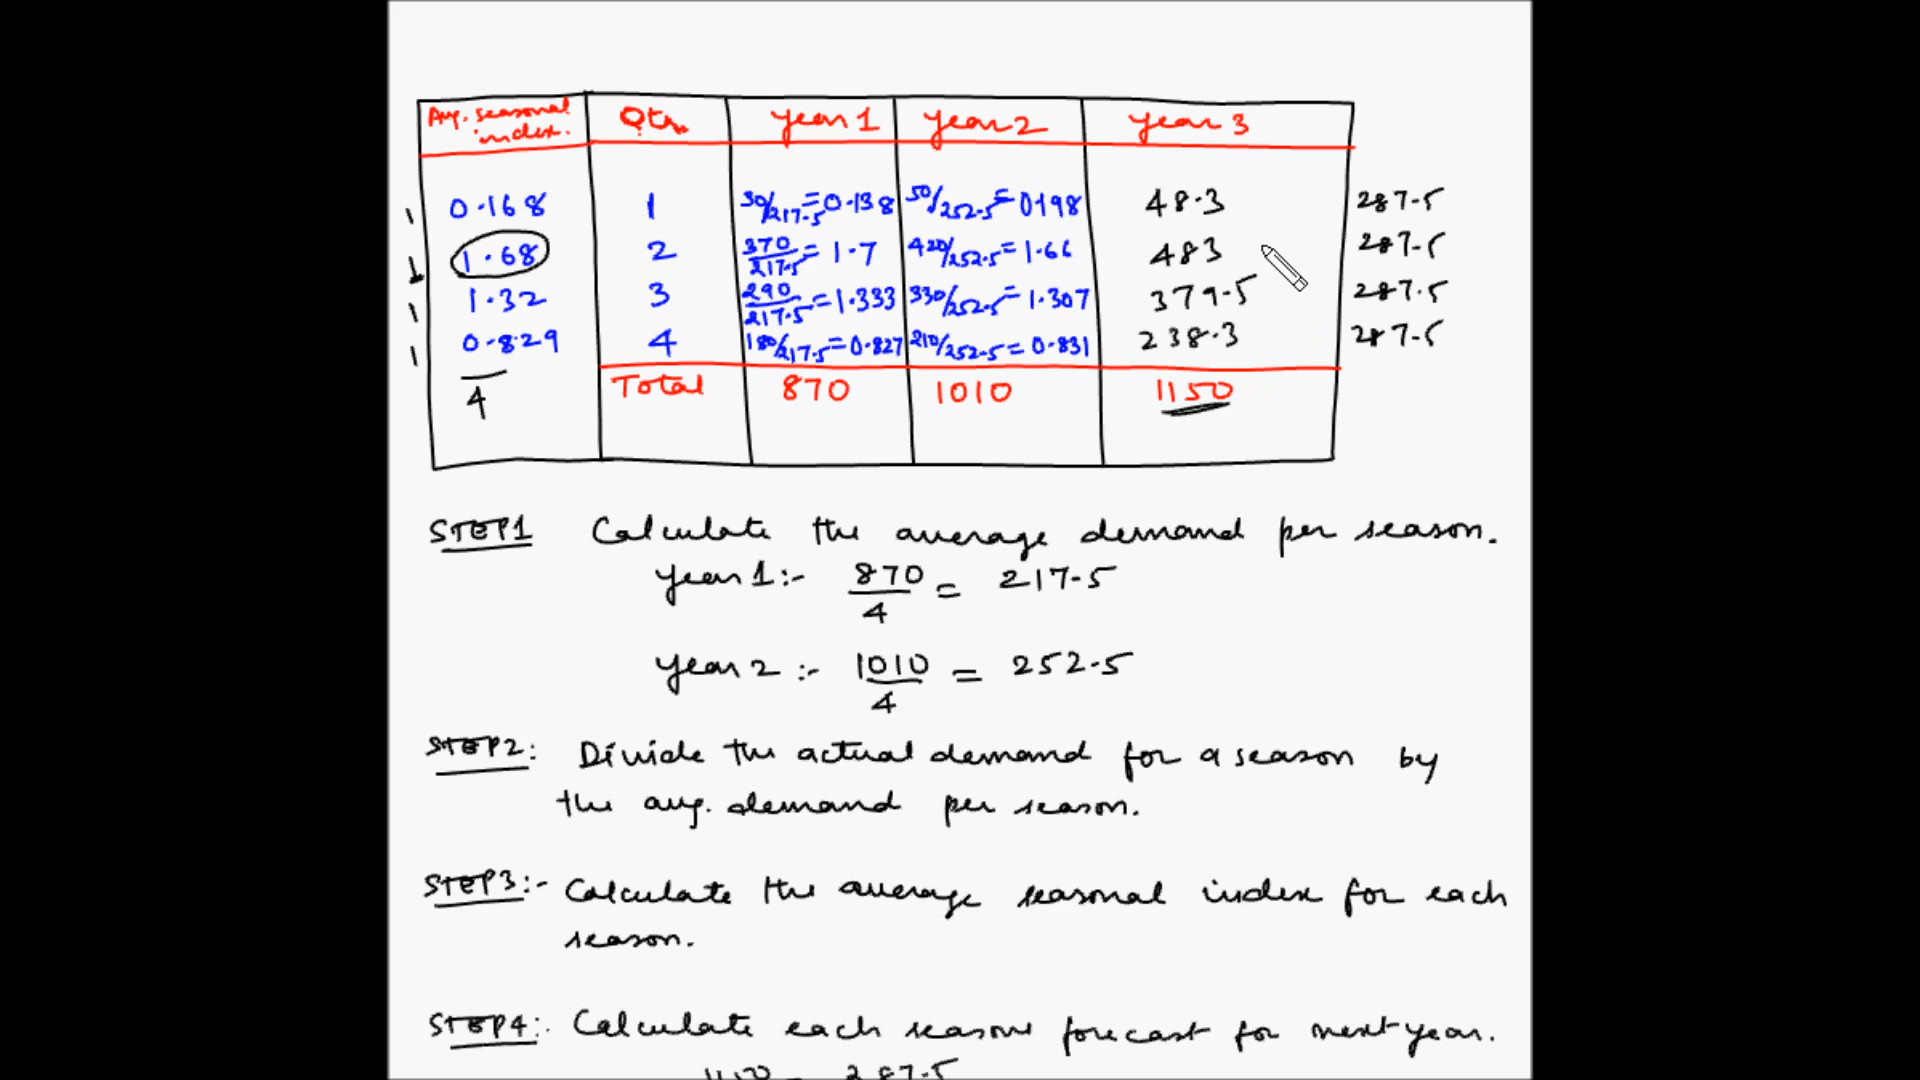 Avg. seasonal index. Qtr. year 1 year 2 year 3
0.168 1 30/217.5=0.138 50/252.5=0198 48.3 287.5
1.68 2 370/217.5=1.7 420/252.5=1.66 483 287.5
1.32 3 290/217.5=1.333 330/252.5=1.307 379.5 287.5
0.829 4 180/217.5=0.827 210/252.5=0.831 238.3 287.5
4 Total 870 1010 1150
STEP1 Calculate the average demand per season.
year 1:- 870/4 = 217.5
year 2:- 1010/4 = 252.5
STEP2: Divide the actual demand for a season by
the avg. demand per season.
STEP3:- Calculate the average seasonal index for each
season.
STEP4:. Calculate each seasons forecast for next year.
287.5